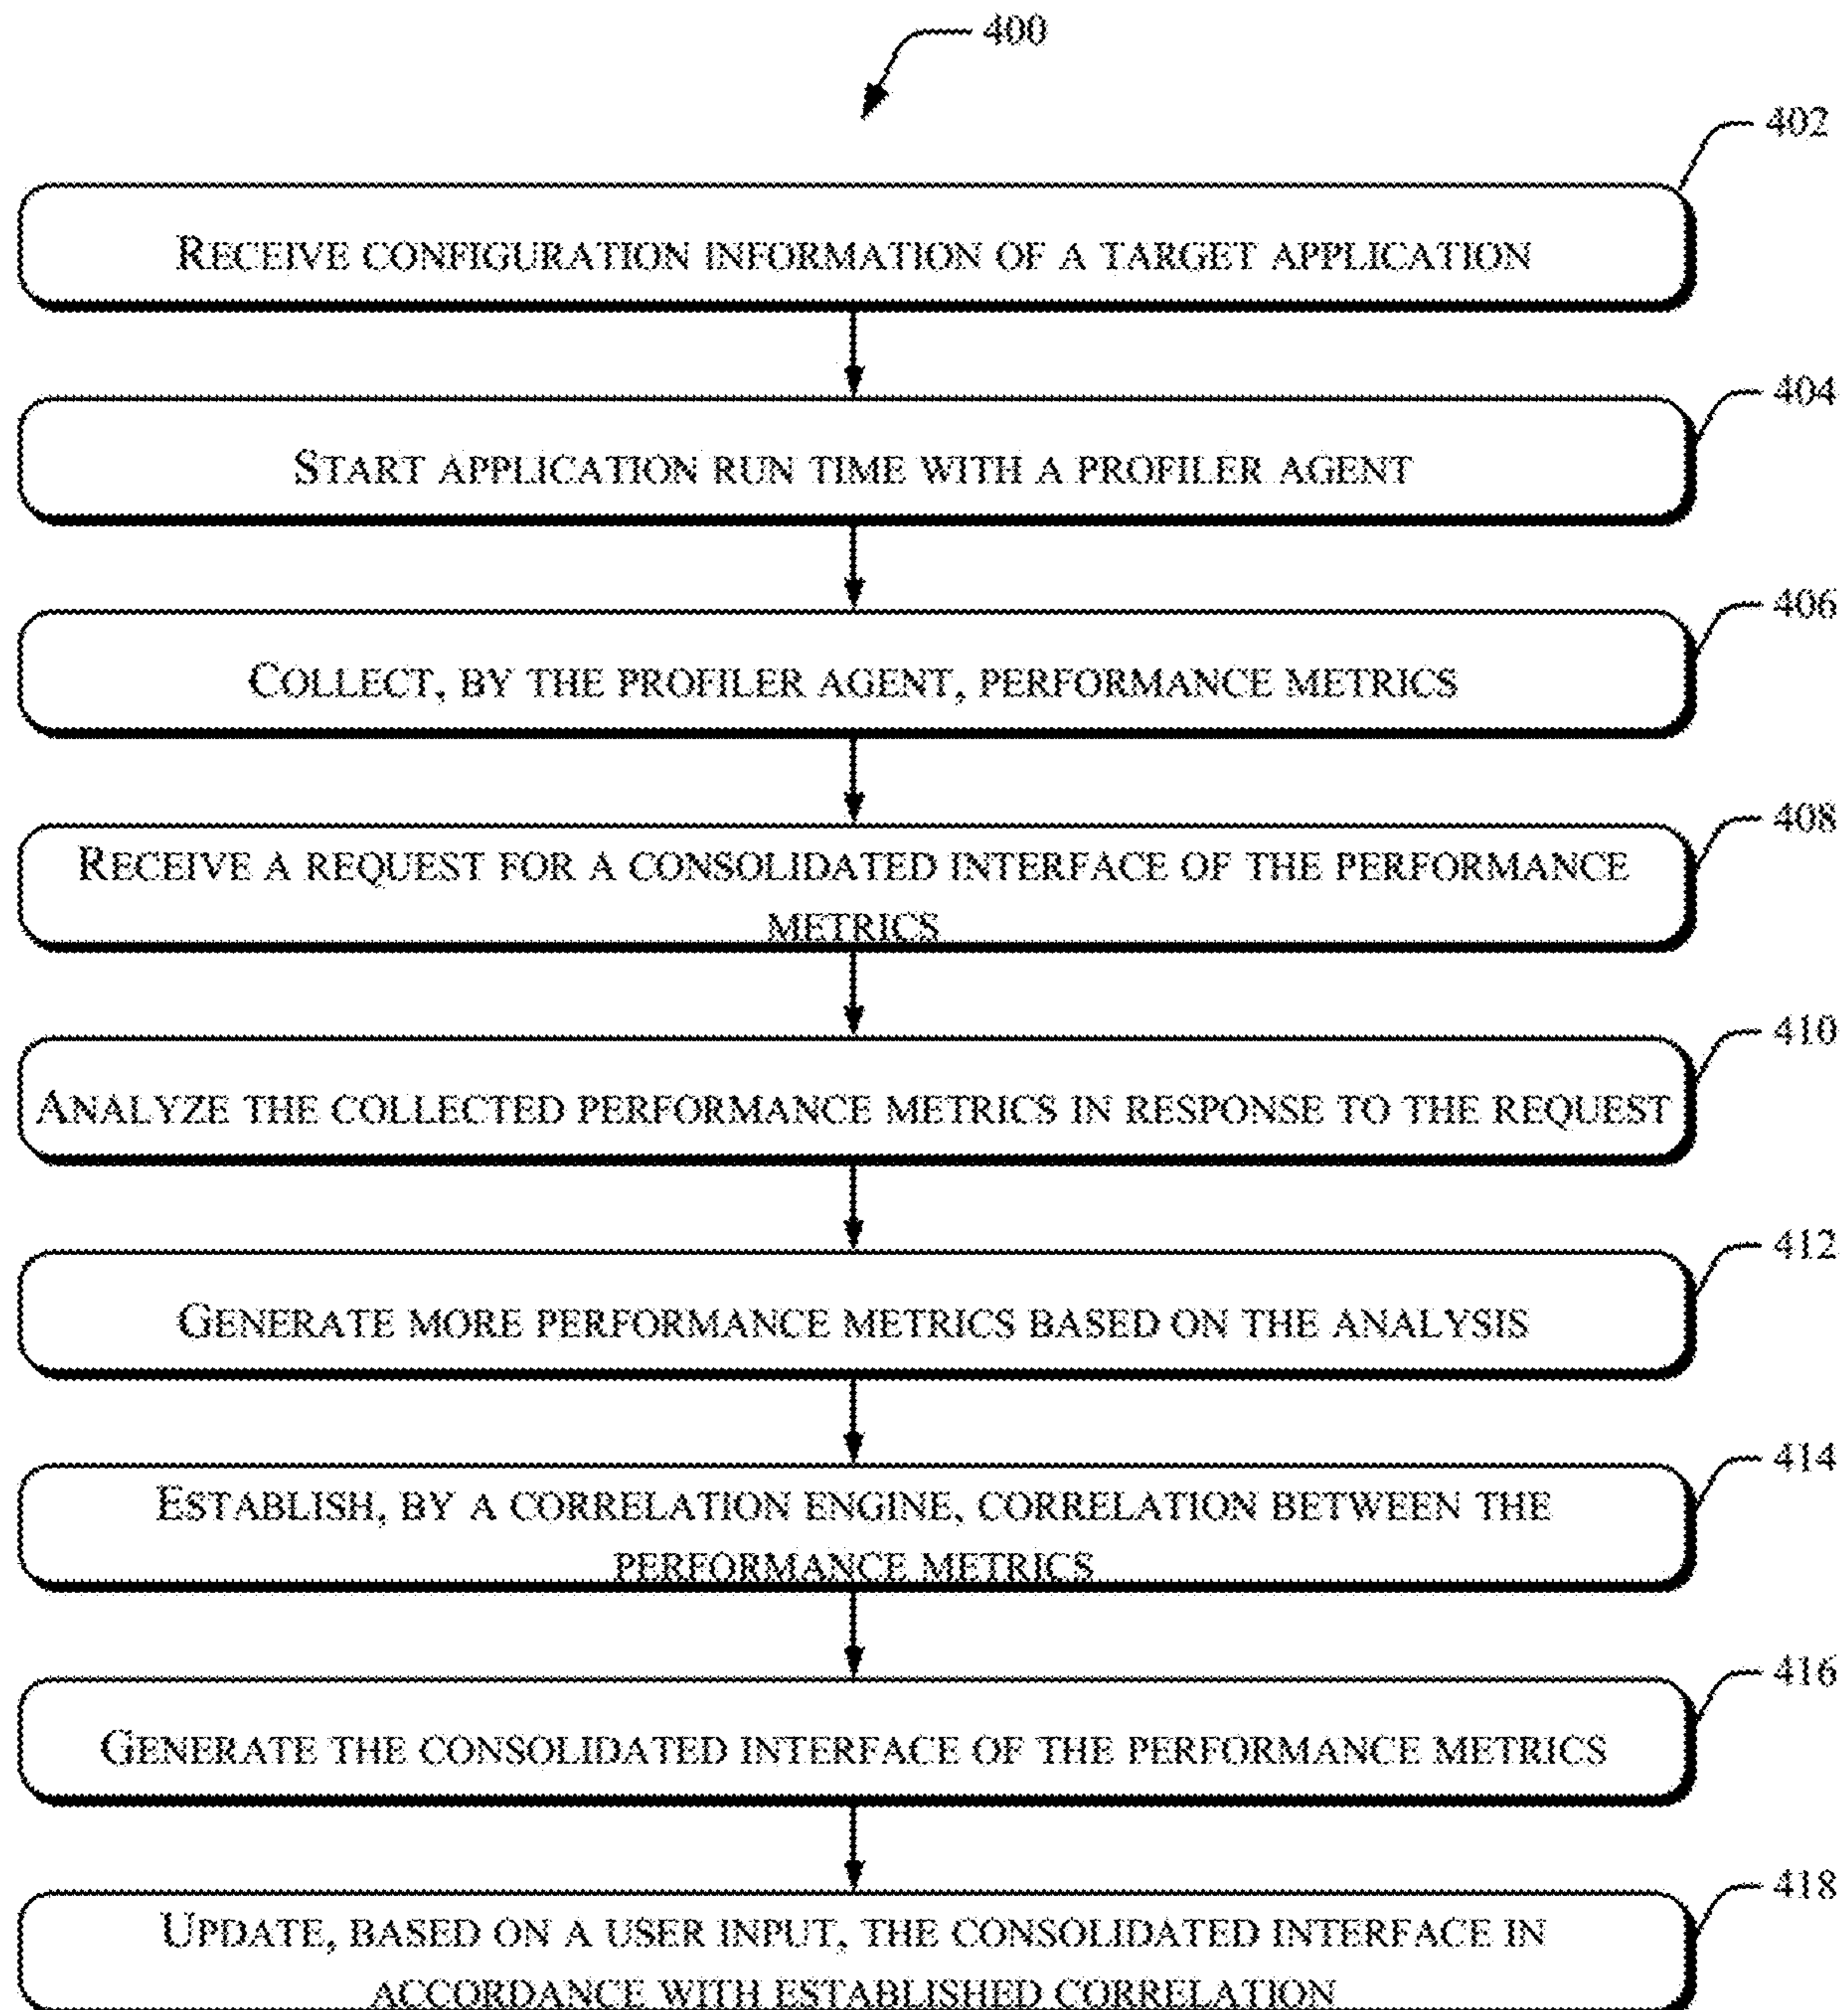 400
402
RECEIVE CONFIGURATION INFORMATION OF A TARGET APPLICATION
404
START APPLICATION RUN TIME WITH A PROFILER AGENT
406
COLLECT, BY THE PROFILER AGENT, PERFORMANCE METRICS
408
RECEIVE A REQUEST FOR A CONSOLIDATED INTERFACE OF THE PERFORMANCE
METRICS
410
ANALYZE THE COLLECTED PERFORMANCE METRICS IN RESPONSE TO THE REQUEST
412
GENERATE MORE PERFORMANCE METRICS BASED ON THE ANALYSIS
414
ESTABLISH, BY A CORRELATION ENGINE, CORRELATION BETWEEN THE
PERFORMANCE METRICS
416
GENERATE THE CONSOLIDATED INTERFACE OF THE PERFORMANCE METRICS
418
UPDATE, BASED ON A USER INPUT, THE CONSOLIDATED INTERFACE IN
ACCORDANCE WITH ESTABLISHED CORRELATION